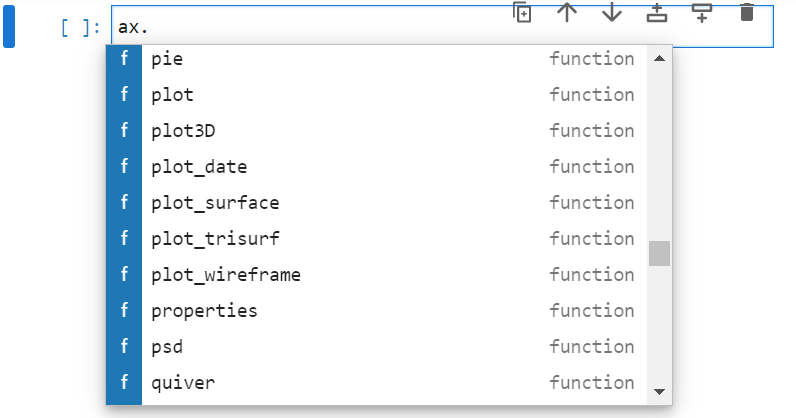 [ ]: ax.
f pie function
f plot function
f plot3D function
f plot_date function
f plot_surface function
f plot_trisurf function
f plot_wireframe function
f properties function
f psd function
f quiver function